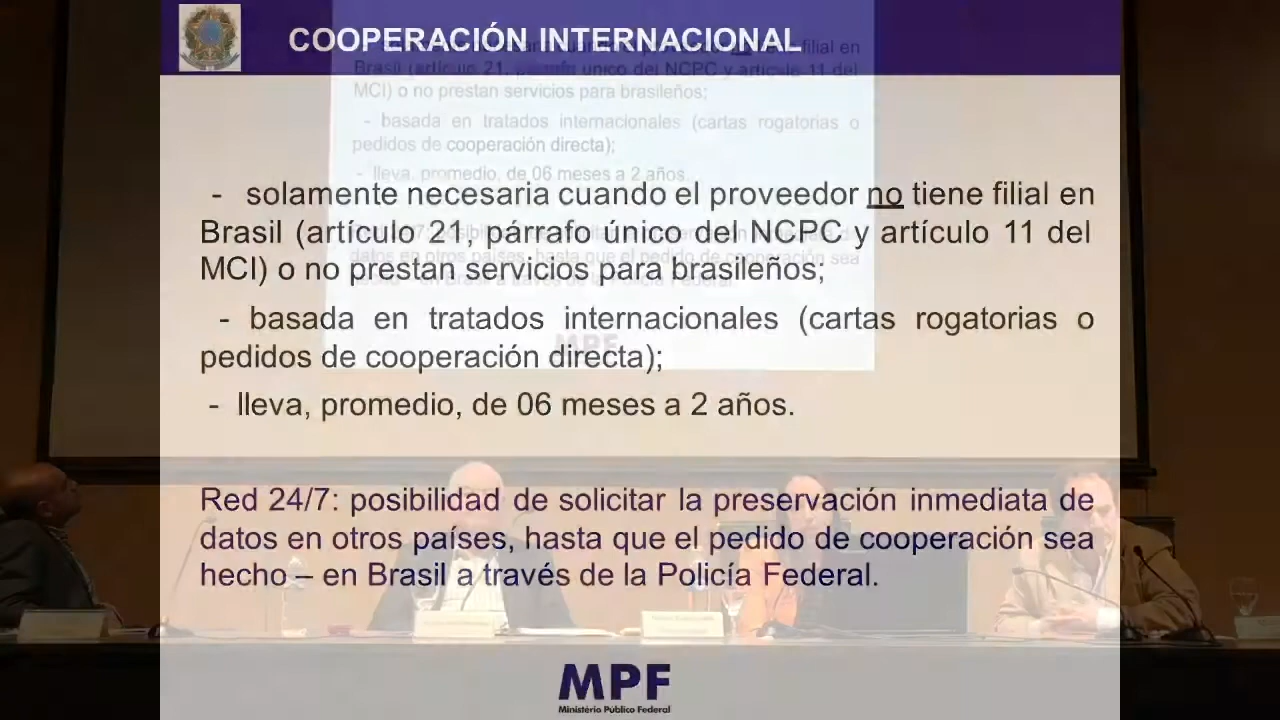 COOPERACIÓN INTERNACIONAL
- solamente necesaria cuando el proveedor no tiene filial en
Brasil (artículo 21, párrafo único del NCPC y artículo 11 del
MCI) o no prestan servicios para brasileños;
- basada en tratados internacionales (cartas rogatorias o
pedidos de cooperación directa);
- lleva, promedio, de 06 meses a 2 años.
Red 24/7: posibilidad de solicitar la preservación inmediata de
datos en otros países, hasta que el pedido de cooperación sea
hecho – en Brasil a través de la Policía Federal.
MPF
Ministério Público Federal